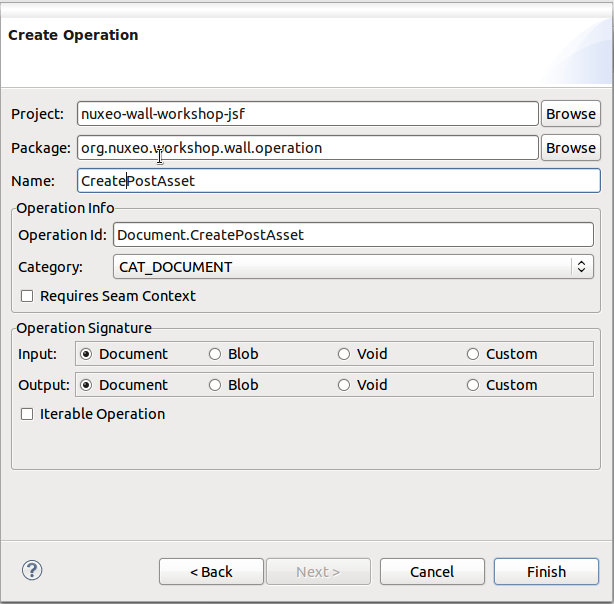 Create Operation
Project: nuxeo-wall-workshop-jsf Browse
Package: org.nuxeo.workshop.wall.operation Browse
Name: CreatePostAsset
Operation Info
Operation Id: Document.CreatePostAsset
Category: CAT_DOCUMENT
Requires Seam Context
Operation Signature
Input: Document Blob Void Custom
Output: Document Blob Void Custom
Iterable Operation
? < Back Next > Cancel Finish